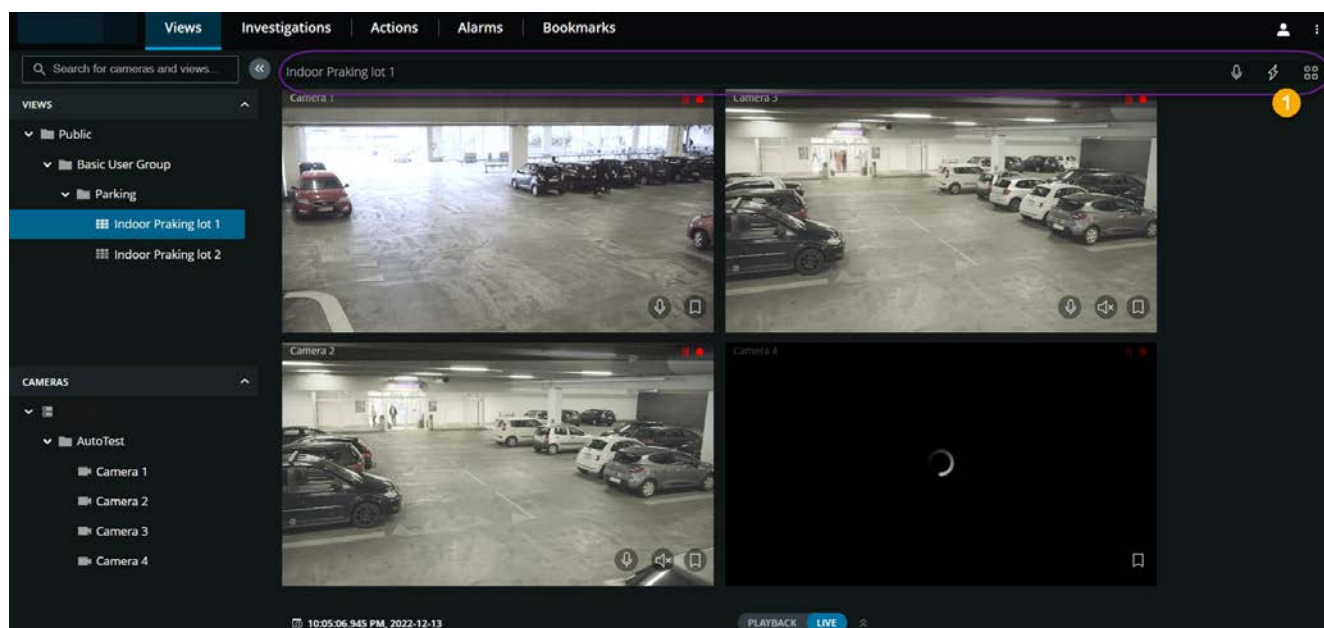 Views Investigations Actions Alarms Bookmarks
Search for cameras and views...
Indoor Praking lot 1
1
VIEWS
Public
Basic User Group
Parking
Indoor Praking lot 1
Indoor Praking lot 2
CAMERAS
AutoTest
Camera 1
Camera 2
Camera 3
Camera 4
Camera 1
Camera 3
Camera 2
Camera 4
10:05:06.945 PM, 2022-12-13
PLAYBACK LIVE